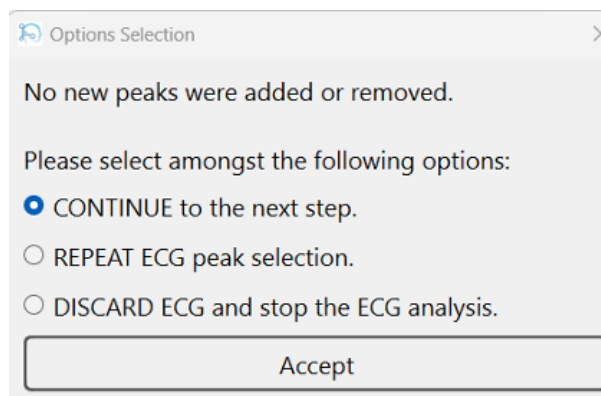 Options Selection
No new peaks were added or removed.
Please select amongst the following options:
CONTINUE to the next step.
REPEAT ECG peak selection.
DISCARD ECG and stop the ECG analysis.
Accept